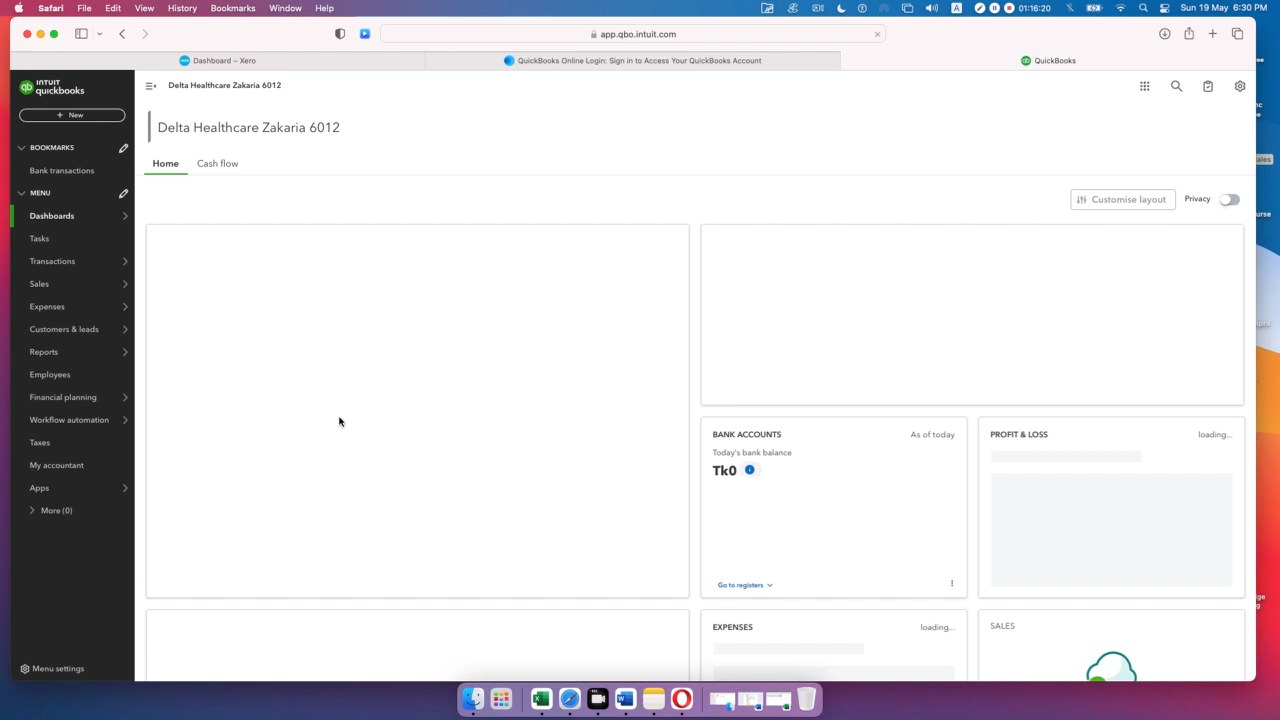 Safari File Edit View History Bookmarks Window Help
01:16:20
A
Sun 19 May 6:30 PM
app.qbo.intuit.com
Dashboard – Xero
QuickBooks Online Login: Sign in to Access Your QuickBooks Account
QuickBooks
INTUIT
quickbooks
Delta Healthcare Zakaria 6012
+ New
Delta Healthcare Zakaria 6012
BOOKMARKS
Home
Cash flow
Bank transactions
MENU
Customise layout
Privacy
Dashboards
Tasks
Transactions
Sales
Expenses
Customers & leads
Reports
Employees
Financial planning
Workflow automation
Taxes
My accountant
Apps
More (0)
Menu settings
BANK ACCOUNTS
As of today
Today's bank balance
Tk0
Go to registers
PROFIT & LOSS
loading...
EXPENSES
loading...
SALES